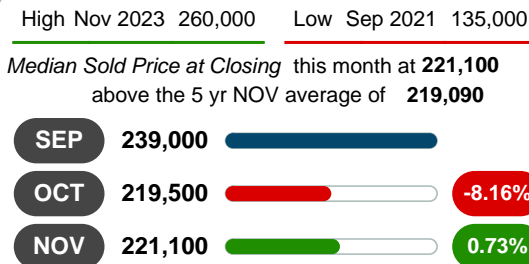 High Nov 2023 260,000 Low Sep 2021 135,000
Median Sold Price at Closing this month at 221,100
above the 5 yr NOV average of 219,090
SEP 239,000
OCT 219,500 -8.16%
NOV 221,100 0.73%